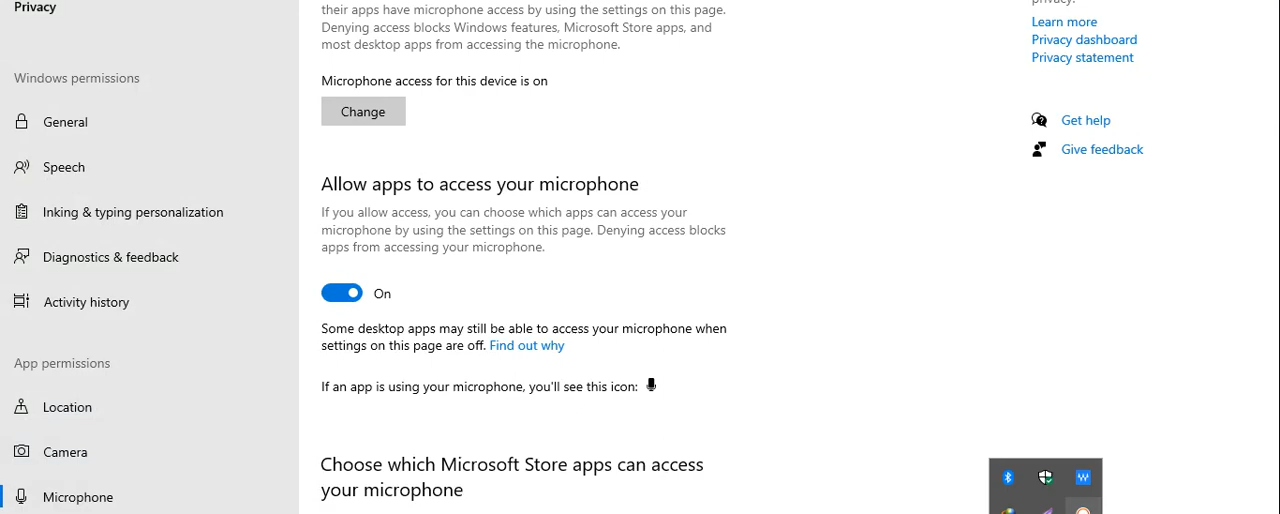 Privacy
Windows permissions
General
Speech
Inking & typing personalization
Diagnostics & feedback
Activity history
App permissions
Location
Camera
Microphone
their apps have microphone access by using the settings on this page.
Denying access blocks Windows features, Microsoft Store apps, and
most desktop apps from accessing the microphone.
Microphone access for this device is on
Change
Allow apps to access your microphone
If you allow access, you can choose which apps can access your
microphone by using the settings on this page. Denying access blocks
apps from accessing your microphone.
On
Some desktop apps may still be able to access your microphone when
settings on this page are off. Find out why
If an app is using your microphone, you'll see this icon:
Choose which Microsoft Store apps can access
your microphone
privacy.
Learn more
Privacy dashboard
Privacy statement
Get help
Give feedback